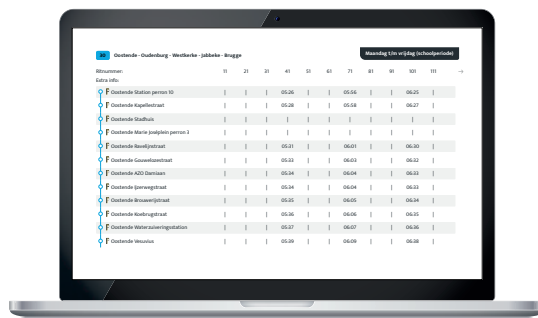 Oostende - Oudenburg - Westkerke - Jabbeke - Brugge
Maandag t/m vrijdag (schoolperiode)
Ritnummer: 11 21 31 41 51 61 71 81 91 101 111 →
Extra info:
Oostende Station perron 10 | | | 05:26 | | 05:56 | | 06:25 |
Oostende Kapellestraat | | | 05:28 | | 05:58 | | 06:27 |
Oostende Stadhuis | | | | | | | | | | |
Oostende Marie Joséplein perron 3 | | | | | | | | | | |
Oostende Ravelijnstraat | | | 05:31 | | 06:01 | | 06:30 |
Oostende Gouweloozestraat | | | 05:33 | | 06:03 | | 06:32 |
Oostende AZO Damiaan | | | 05:34 | | 06:04 | | 06:33 |
Oostende Ijzerwegstraat | | | 05:34 | | 06:04 | | 06:33 |
Oostende Brouwerijstraat | | | 05:35 | | 06:05 | | 06:34 |
Oostende Koebrugstraat | | | 05:36 | | 06:06 | | 06:35 |
Oostende Waterzuiveringsstation | | | 05:37 | | 06:07 | | 06:36 |
Oostende Vesuvius | | | 05:39 | | 06:09 | | 06:38 |